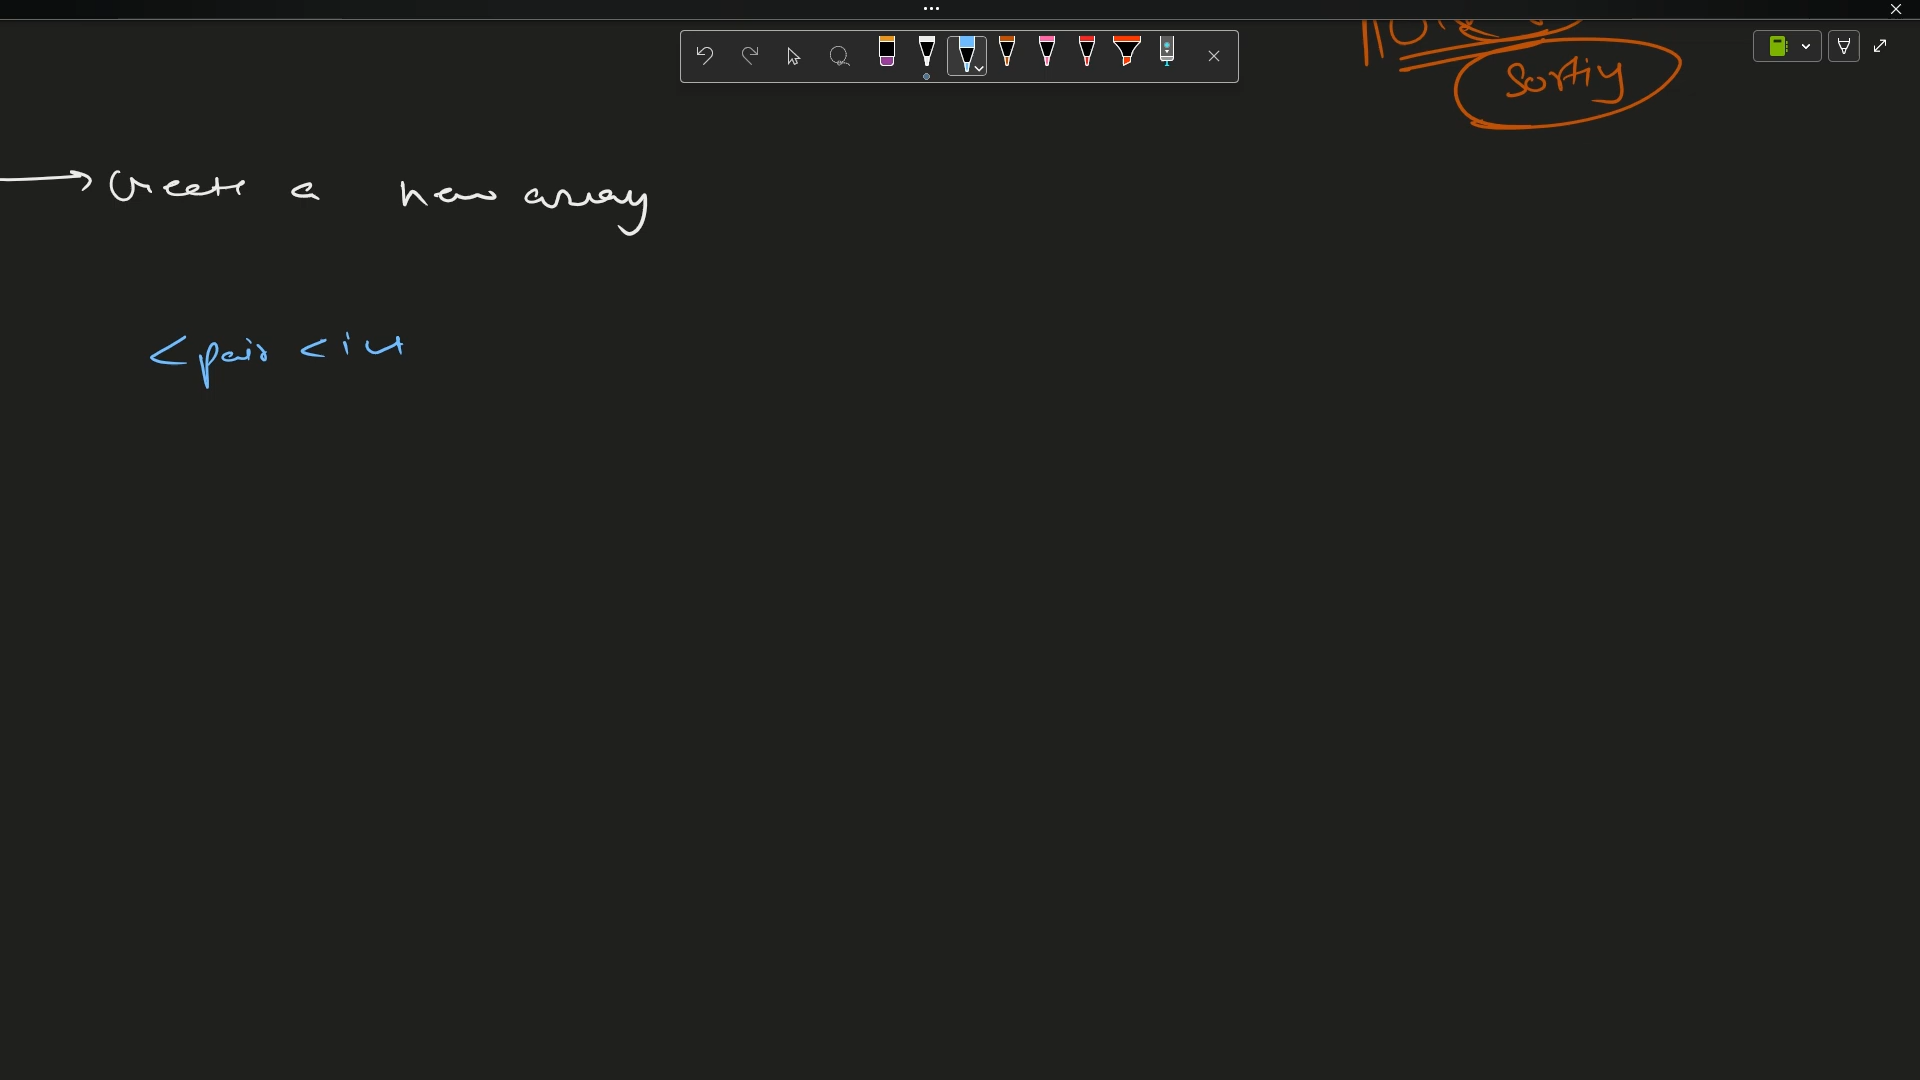 Sorting
→ Create a new array
<pair <int